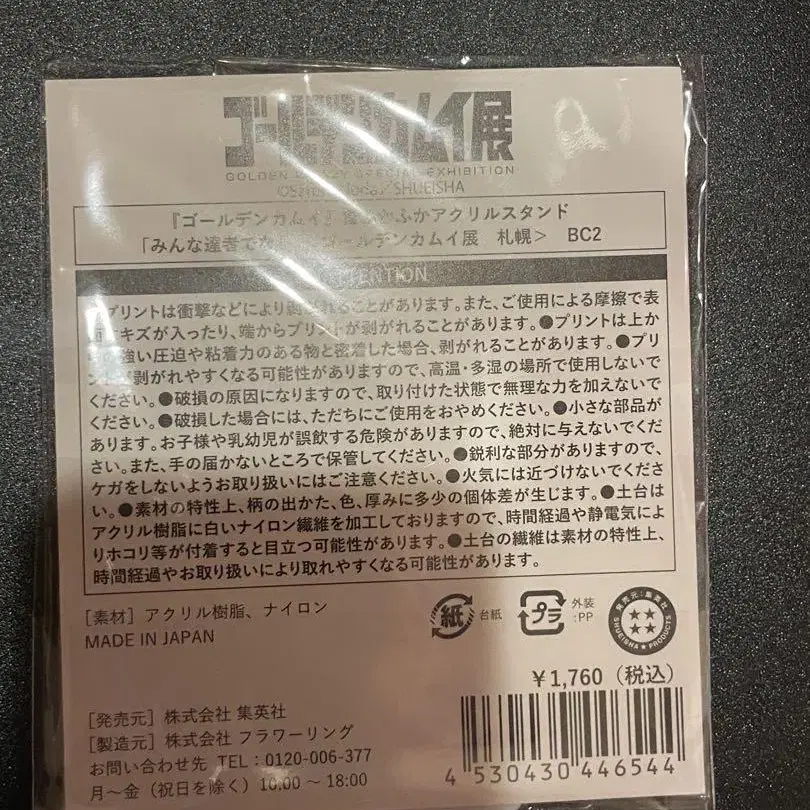 ゴールデンカムイ展
GOLDEN KAMUY SPECIAL EXHIBITION
SHUEISHA
『ゴールデンカムイ』 ふかアクリルスタンド
「みんな達者でな ールデンカムイ展 札幌＞ BC2
ATTENTION
プリントは衝撃などにより剥がれることがあります。また、ご使用による摩擦で表
キズが入ったり、端からプリントが剥がれることがあります。●プリントは上か
強い圧迫や粘着力のある物と密着した場合、剥がれることがあります。●プリ
が剥がれやすくなる可能性がありますので、高温・多湿の場所で使用しないで
ください。●破損の原因になりますので、取り付けた状態で無理な力を加えないで
ください。●破損した場合には、ただちにご使用をおやめください。●小さな部品が
あります。お子様や乳幼児が誤飲する危険がありますので、絶対に与えないでくだ
さい。また、手の届かないところで保管してください。●鋭利な部分がありますので、
ケガをしないようお取り扱いにはご注意ください。●火気には近づけないでくださ
い。●素材の特性上、柄の出かた、色、厚みに多少の個体差が生じます。●土台は
アクリル樹脂に白いナイロン繊維を加工しておりますので、時間経過や静電気によ
りホコリ等が付着すると目立つ可能性があります。●土台の繊維は素材の特性上、
時間経過やお取り扱いにより取れやすくなる可能性があります。
［素材］アクリル樹脂、ナイロン
MADE IN JAPAN
紙 台紙
プラ 外装
:PP
発売元：集英社
SHUEISHA ★ PRODUCTS
￥1,760（税込）
［発売元］株式会社 集英社
［製造元］株式会社 フラワーリング
お問い合わせ先 TEL：0120-006-377
月〜金（祝日を除く）10:00 〜 18:00
4 530430 446544